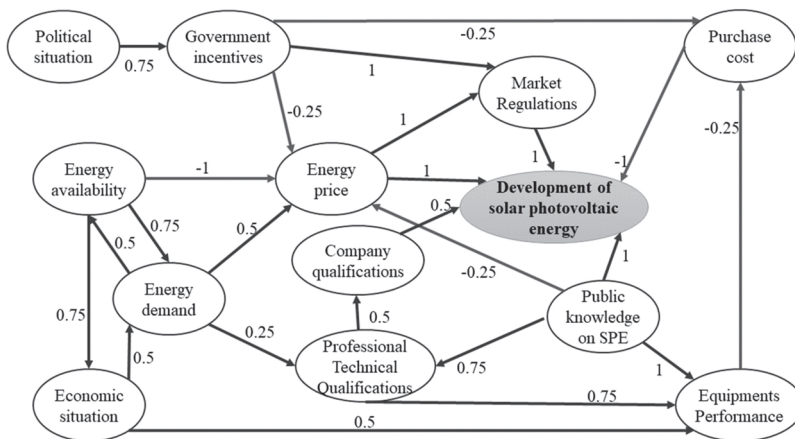 Political
situation
0.75
Government
incentives
-0.25
Purchase
cost
1
Market
Regulations
-0.25
1
-0.25
Energy
availability
-1
Energy
price
1
1
-1
Development of
solar photovoltaic
energy
0.75
0.5
0.5
0.5
Company
qualifications
-0.25
1
Energy
demand
Public
knowledge
on SPE
0.75
0.5
0.25
0.5
Professional
Technical
Qualifications
0.75
1
Economic
situation
0.75
Equipments
Performance
0.5